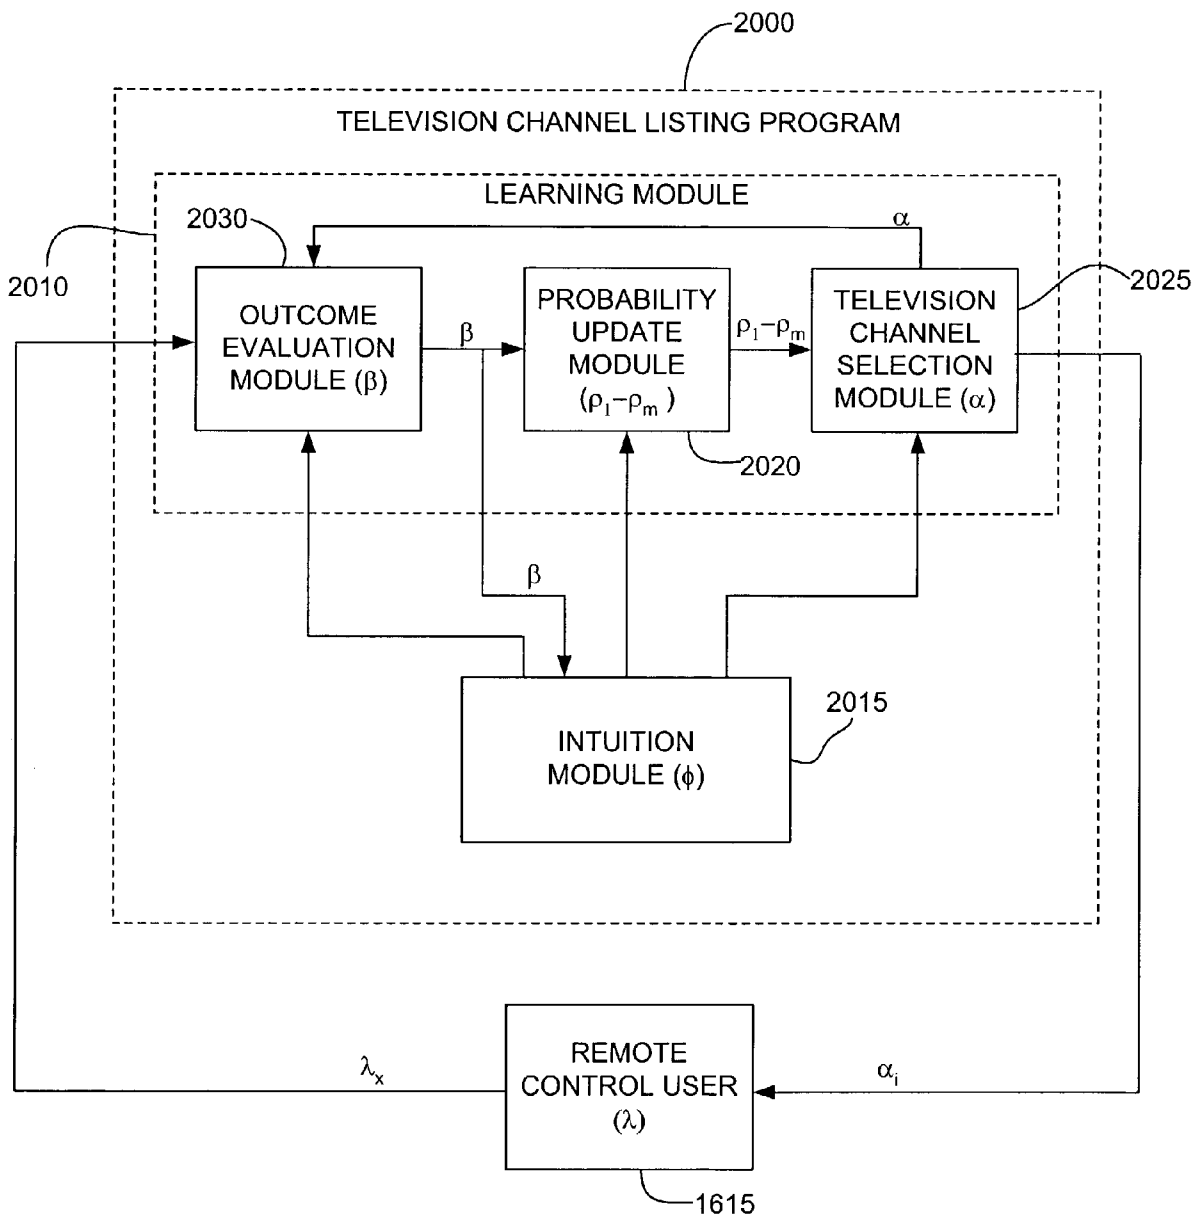 2000
TELEVISION CHANNEL LISTING PROGRAM
LEARNING MODULE
2030
α
2010
2025
OUTCOME
EVALUATION
MODULE (β)
β
PROBABILITY
UPDATE
MODULE
(ρ₁–ρₘ)
ρ₁–ρₘ
TELEVISION
CHANNEL
SELECTION
MODULE (α)
2020
β
2015
INTUITION
MODULE (ϕ)
λₓ
REMOTE
CONTROL USER
(λ)
αᵢ
1615